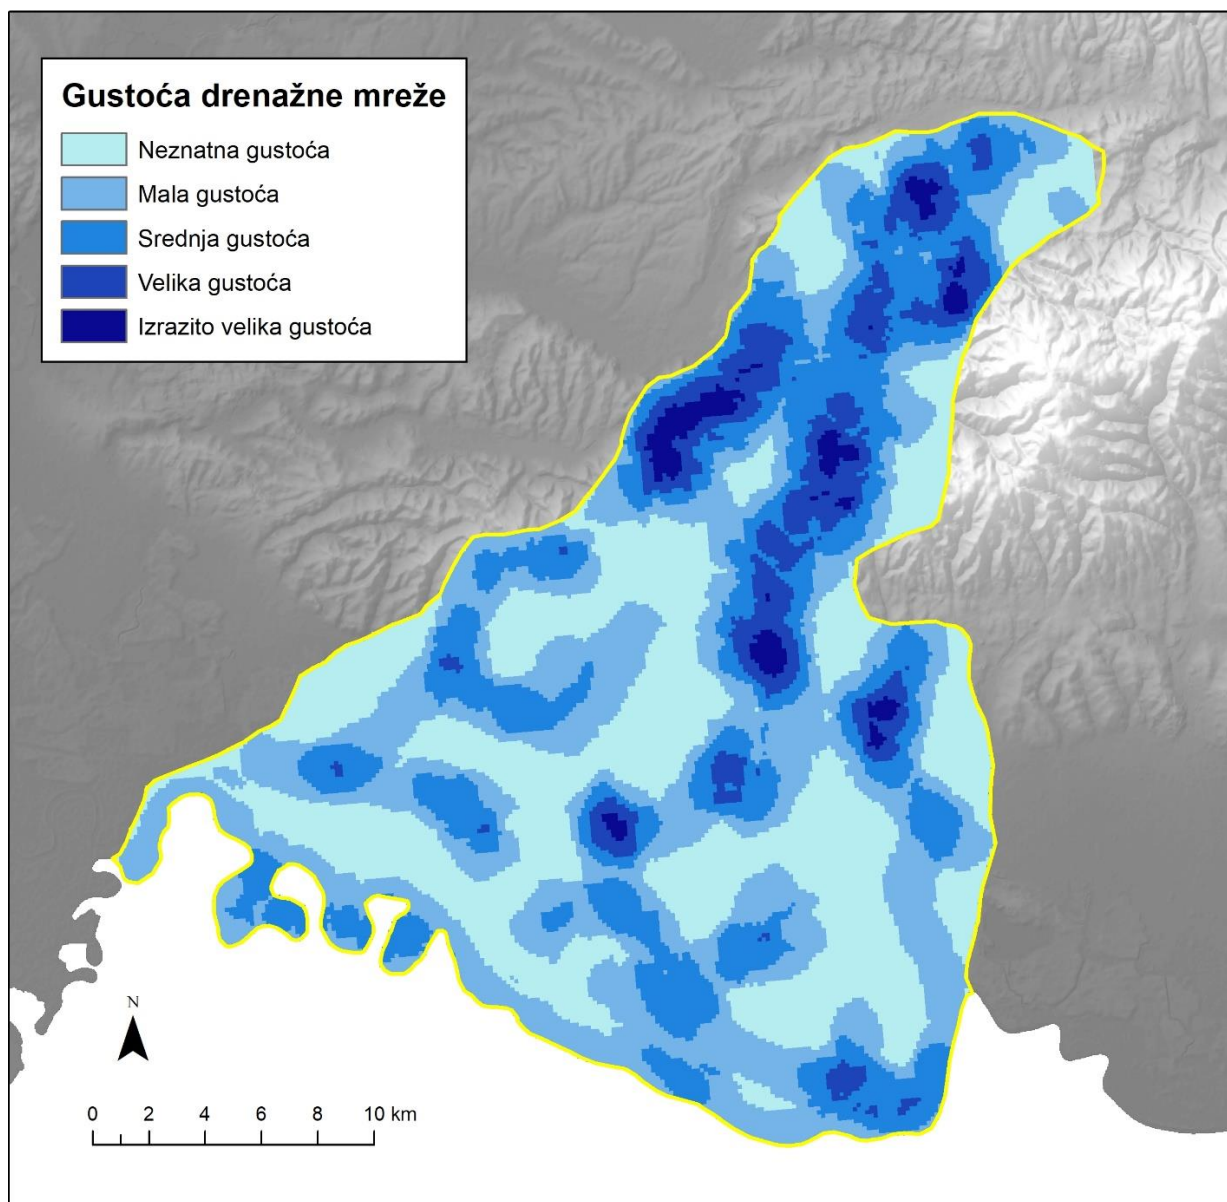 Gustoća drenažne mreže
Neznatna gustoća
Mala gustoća
Srednja gustoća
Velika gustoća
Izrazito velika gustoća
N
0 2 4 6 8 10 km